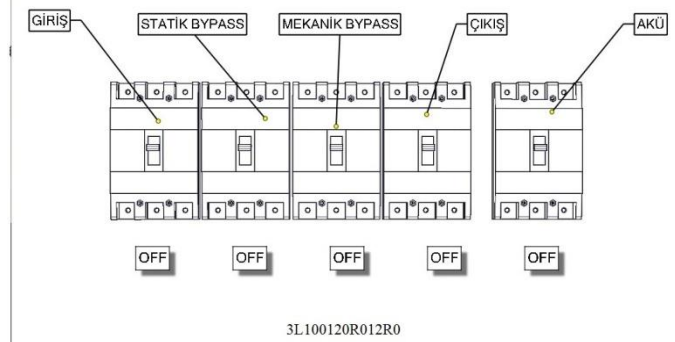 GİRİŞ STATİK BYPASS MEKANİK BYPASS ÇIKIŞ AKÜ
OFF OFF OFF OFF OFF
3L100120R012R0